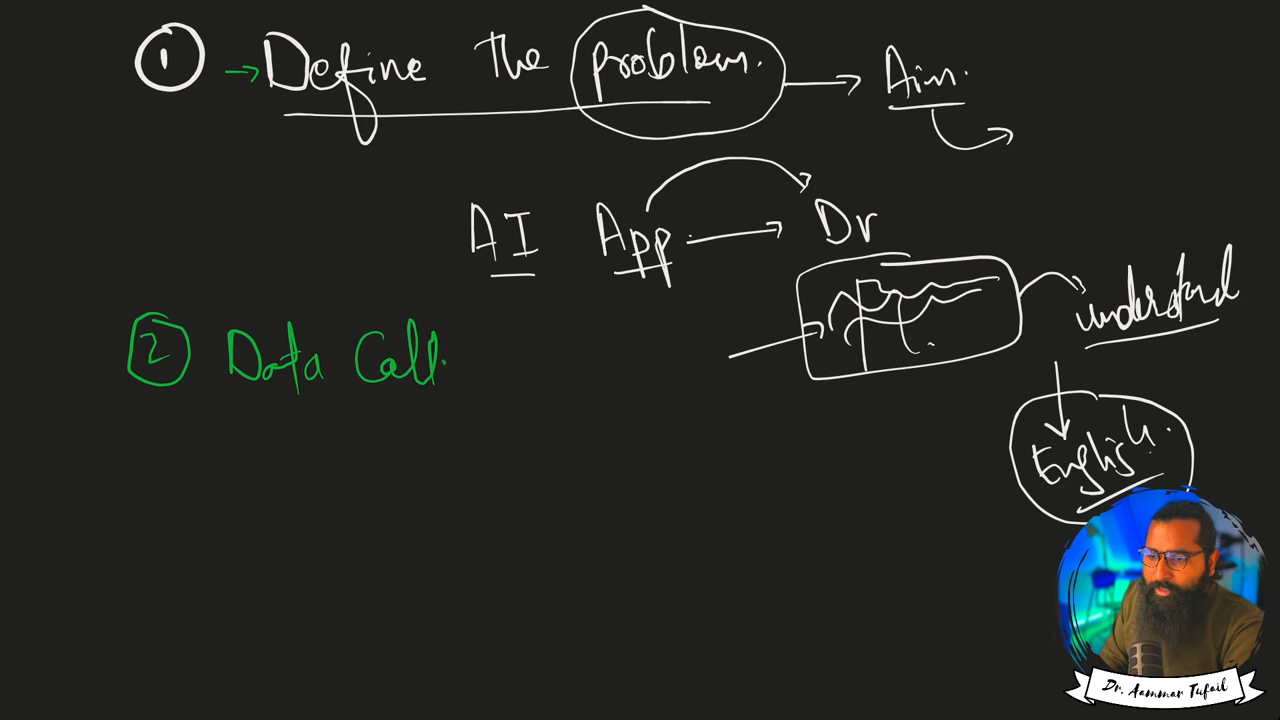 1 → Define the problem. → Aim.
AI App → Dr
understand
2 Data Coll.
English.
Dr. Aammar Tufail